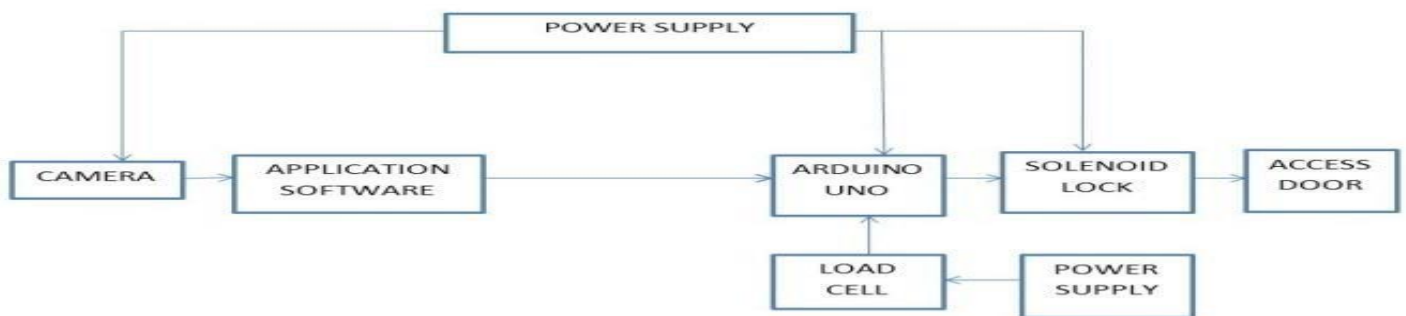 POWER SUPPLY
CAMERA
APPLICATION
SOFTWARE
ARDUINO
UNO
SOLENOID
LOCK
ACCESS
DOOR
LOAD
CELL
POWER
SUPPLY